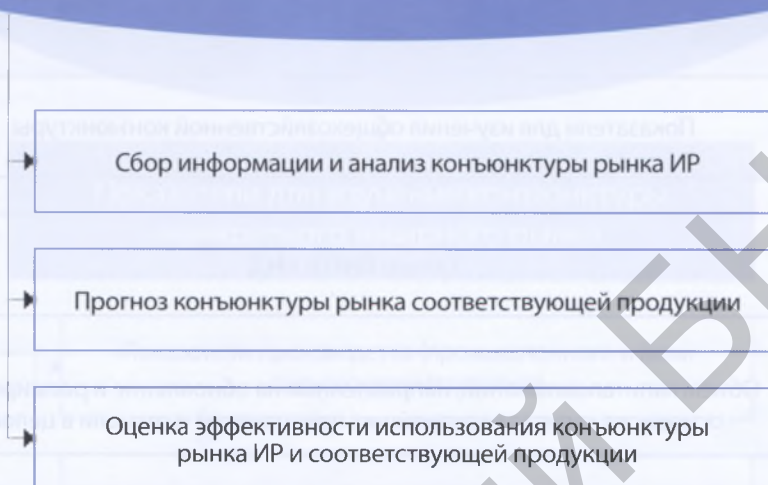 Сбор информации и анализ конъюнктуры рынка ИР
Прогноз конъюнктуры рынка соответствующей продукции
Оценка эффективности использования конъюнктуры
рынка ИР и соответствующей продукции